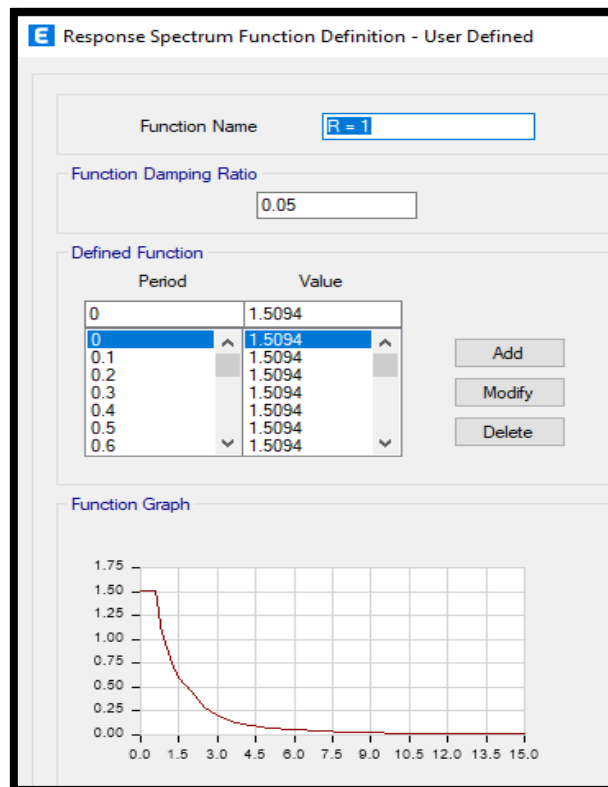 E Response Spectrum Function Definition - User Defined
Function Name R = 1
Function Damping Ratio
0.05
Defined Function
Period Value
0 1.5094
0 1.5094
0.1 1.5094
0.2 1.5094
0.3 1.5094
0.4 1.5094
0.5 1.5094
0.6 1.5094
Add
Modify
Delete
Function Graph
1.75
1.50
1.25
1.00
0.75
0.50
0.25
0.00
0.0 1.5 3.0 4.5 6.0 7.5 9.0 10.5 12.0 13.5 15.0